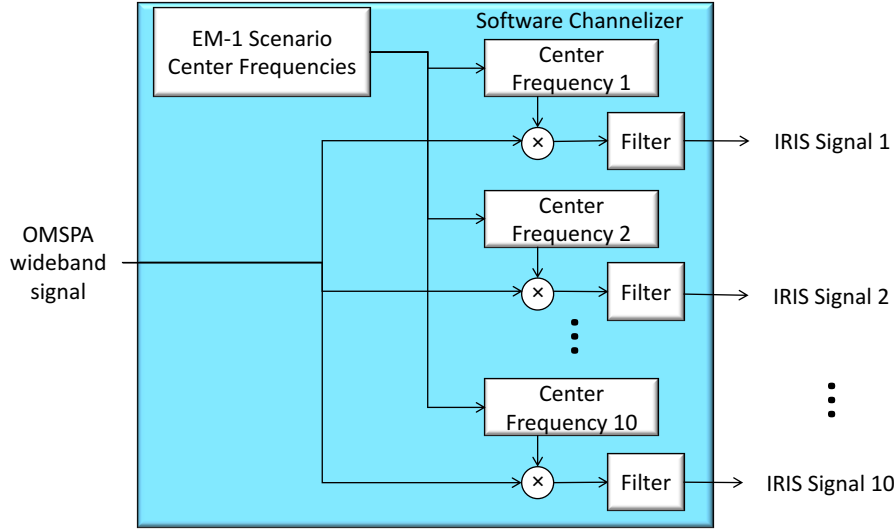 Software Channelizer
EM-1 Scenario
Center Frequencies
Center
Frequency 1
×
Filter
IRIS Signal 1
Center
Frequency 2
OMSPA
wideband
signal
×
Filter
IRIS Signal 2
Center
Frequency 10
×
Filter
IRIS Signal 10